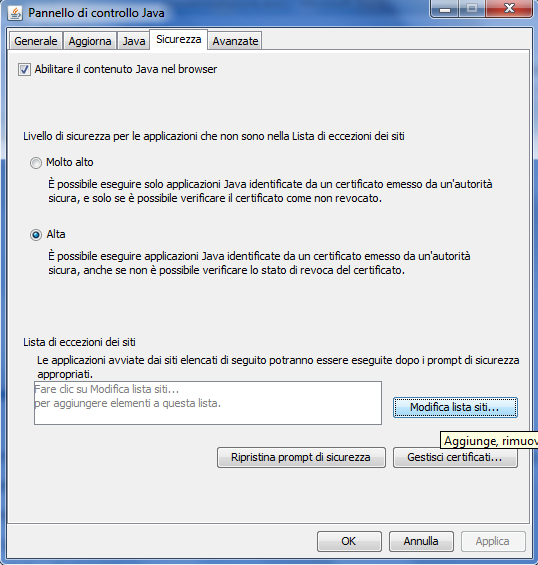 Pannello di controllo Java
Generale Aggiorna Java Sicurezza Avanzate
Abilitare il contenuto Java nel browser
Livello di sicurezza per le applicazioni che non sono nella Lista di eccezioni dei siti
Molto alto
È possibile eseguire solo applicazioni Java identificate da un certificato emesso da un'autorità
sicura, e solo se è possibile verificare il certificato come non revocato.
Alta
È possibile eseguire applicazioni Java identificate da un certificato emesso da un'autorità
sicura, anche se non è possibile verificare lo stato di revoca del certificato.
Lista di eccezioni dei siti
Le applicazioni avviate dai siti elencati di seguito potranno essere eseguite dopo i prompt di sicurezza
appropriati.
Fare clic su Modifica lista siti...
per aggiungere elementi a questa lista.
Modifica lista siti...
Aggiunge, rimuov
Ripristina prompt di sicurezza Gestisci certificati...
OK Annulla Applica